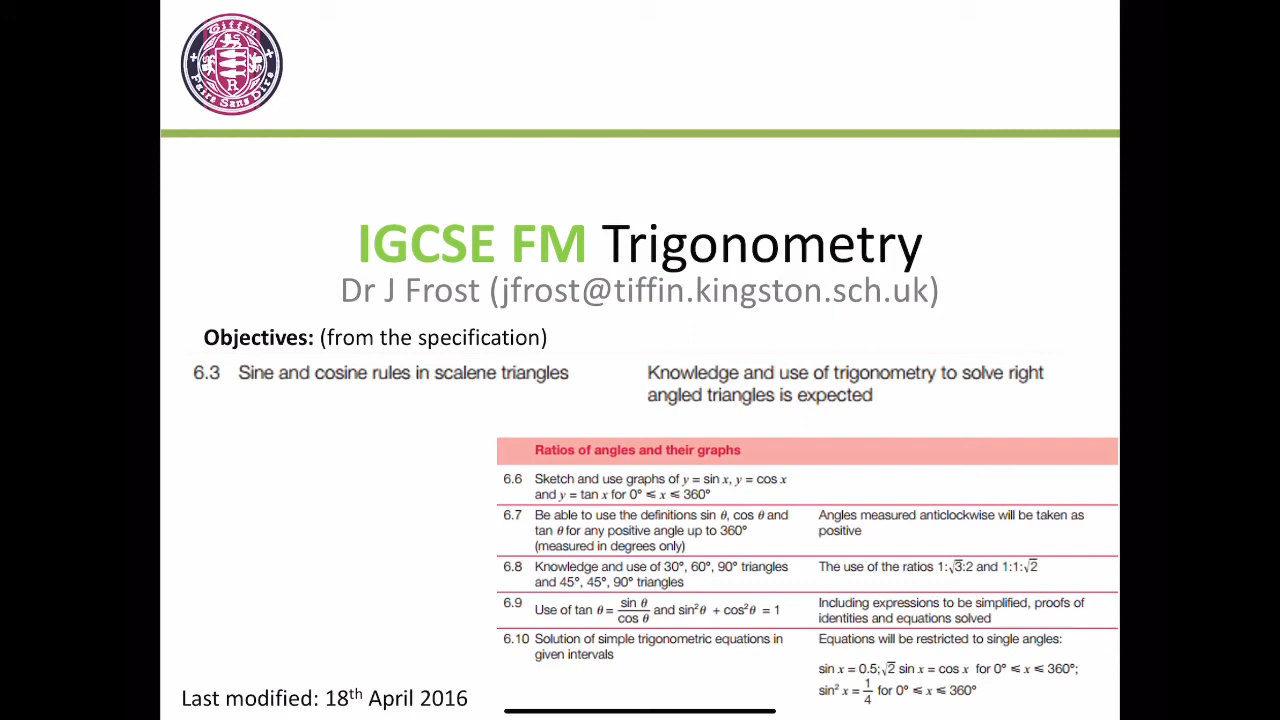 Tiffin
Faire Sans Dire
R
IGCSE FM Trigonometry
Dr J Frost (jfrost@tiffin.kingston.sch.uk)
Objectives: (from the specification)
6.3 Sine and cosine rules in scalene triangles
Knowledge and use of trigonometry to solve right
angled triangles is expected
Ratios of angles and their graphs
6.6 Sketch and use graphs of y = sin x, y = cos x
and y = tan x for 0° ⩽ x ⩽ 360°
6.7 Be able to use the definitions sin θ, cos θ and
tan θ for any positive angle up to 360°
(measured in degrees only)
Angles measured anticlockwise will be taken as
positive
6.8 Knowledge and use of 30°, 60°, 90° triangles
and 45°, 45°, 90° triangles
The use of the ratios 1:√3:2 and 1:1:√2
6.9 Use of tan θ = sin θ / cos θ and sin²θ + cos²θ = 1
Including expressions to be simplified, proofs of
identities and equations solved
6.10 Solution of simple trigonometric equations in
given intervals
Equations will be restricted to single angles:
sin x = 0.5; √2 sin x = cos x for 0° ⩽ x ⩽ 360°;
sin² x = 1/4 for 0° ⩽ x ⩽ 360°
Last modified: 18th April 2016